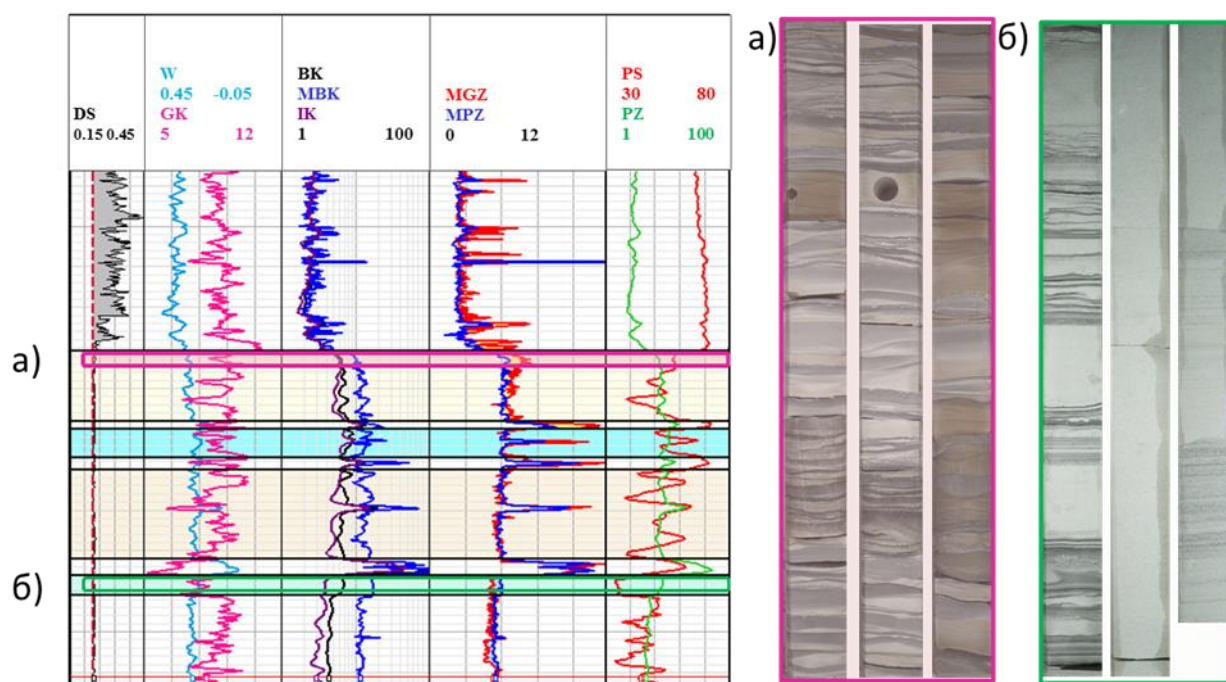 DS
0.15 0.45
W
0.45 -0.05
GK
5 12
BK
MBK
IK
1 100
MGZ
MPZ
0 12
PS
30 80
PZ
1 100
а)
б)
а)
б)